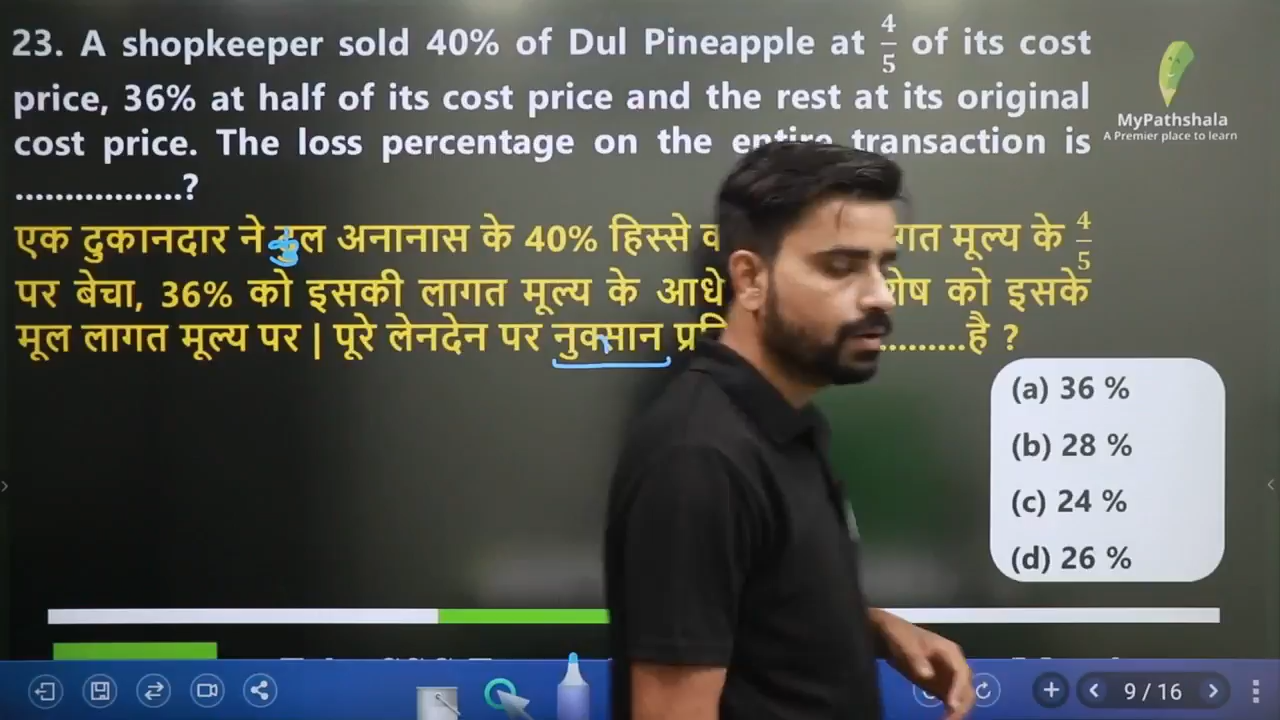 23. A shopkeeper sold 40% of Dul Pineapple at 4/5 of its cost
price, 36% at half of its cost price and the rest at its original
cost price. The loss percentage on the entire transaction is
.................?
MyPathshala
A Premier place to learn
एक दुकानदार ने अनानास के 40% हिस्से मूल्य के 4/5
पर बेचा, 36% को इसकी लागत मूल्य के आधे को इसके
मूल लागत मूल्य पर | पूरे लेनदेन पर नुकसान .........है ?
(a) 36 %
(b) 28 %
(c) 24 %
(d) 26 %
9 / 16